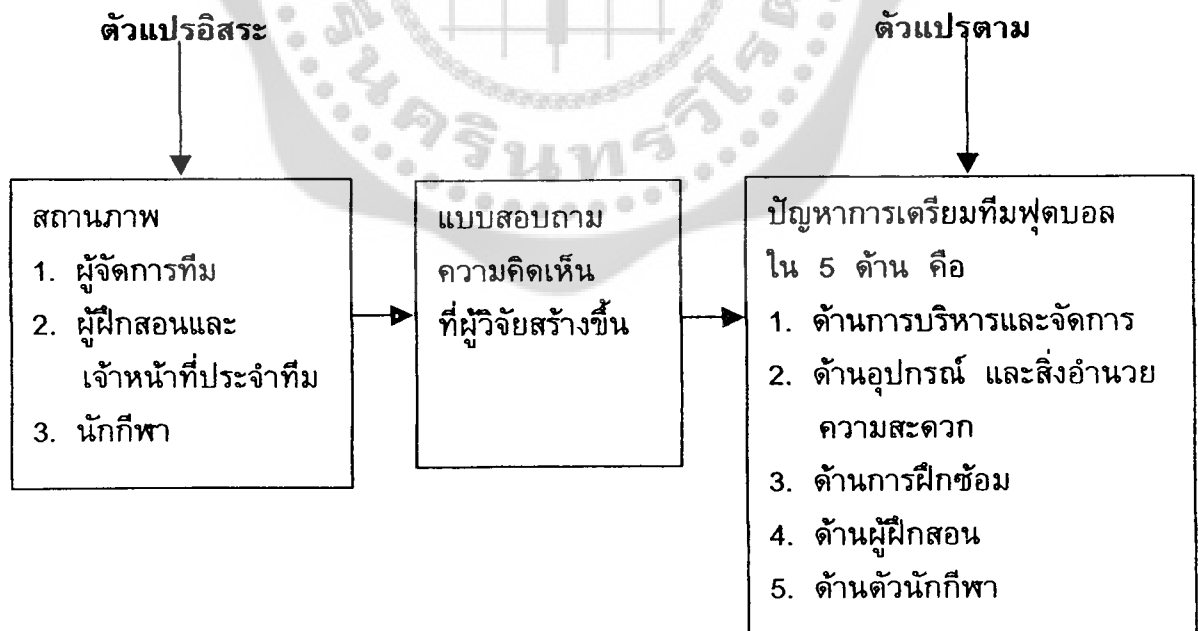 ตัวแปรอิสระ
ตัวแปรตาม
สถานภาพ
1. ผู้จัดการทีม
2. ผู้ฝึกสอนและ
เจ้าหน้าที่ประจำทีม
3. นักกีฬา
แบบสอบถาม
ความคิดเห็น
ที่ผู้วิจัยสร้างขึ้น
ปัญหาการเตรียมทีมฟุตบอล
ใน 5 ด้าน คือ
1. ด้านการบริหารและจัดการ
2. ด้านอุปกรณ์ และสิ่งอำนวย
ความสะดวก
3. ด้านการฝึกซ้อม
4. ด้านผู้ฝึกสอน
5. ด้านตัวนักกีฬา